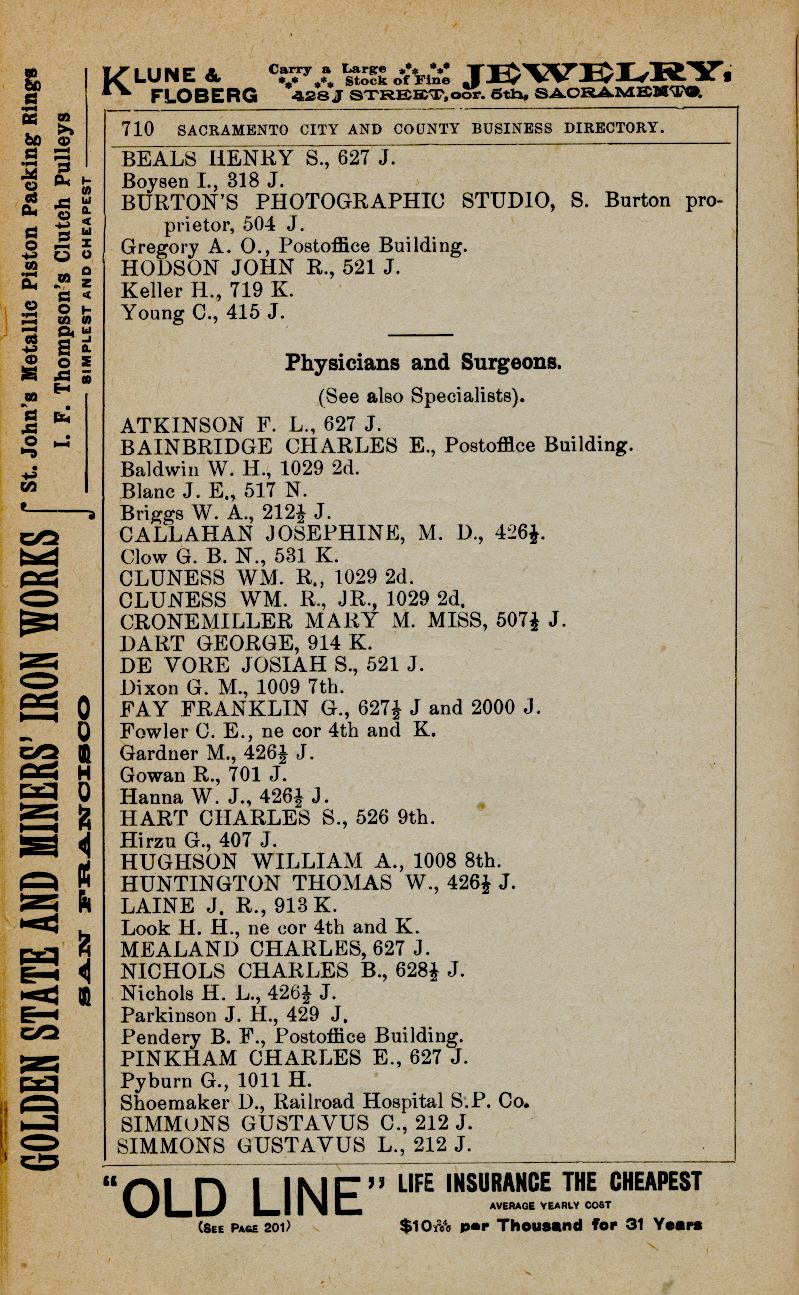 KLUNE & FLOBERG Carry a Large Stock of Fine JEWELRY,
428 J STREET, cor. 5th, SACRAMENTO.
710 SACRAMENTO CITY AND COUNTY BUSINESS DIRECTORY.
BEALS HENRY S., 627 J.
Boysen I., 318 J.
BURTON'S PHOTOGRAPHIC STUDIO, S. Burton pro-
prietor, 504 J.
Gregory A. O., Postoffice Building.
HODSON JOHN R., 521 J.
Keller H., 719 K.
Young C., 415 J.
Physicians and Surgeons.
(See also Specialists).
ATKINSON F. L., 627 J.
BAINBRIDGE CHARLES E., Postoffice Building.
Baldwin W. H., 1029 2d.
Blanc J. E., 517 N.
Briggs W. A., 212½ J.
CALLAHAN JOSEPHINE, M. D., 426½.
Clow G. B. N., 531 K.
CLUNESS WM. R., 1029 2d.
CLUNESS WM. R., JR., 1029 2d.
CRONEMILLER MARY M. MISS, 507½ J.
DART GEORGE, 914 K.
DE VORE JOSIAH S., 521 J.
Dixon G. M., 1009 7th.
FAY FRANKLIN G., 627½ J and 2000 J.
Fowler C. E., ne cor 4th and K.
Gardner M., 426½ J.
Gowan R., 701 J.
Hanna W. J., 426½ J.
HART CHARLES S., 526 9th.
Hirzu G., 407 J.
HUGHSON WILLIAM A., 1008 8th.
HUNTINGTON THOMAS W., 426½ J.
LAINE J. R., 913 K.
Look H. H., ne cor 4th and K.
MEALAND CHARLES, 627 J.
NICHOLS CHARLES B., 628½ J.
Nichols H. L., 426½ J.
Parkinson J. H., 429 J.
Pendery B. F., Postoffice Building.
PINKHAM CHARLES E., 627 J.
Pyburn G., 1011 H.
Shoemaker D., Railroad Hospital S.P. Co.
SIMMONS GUSTAVUS C., 212 J.
SIMMONS GUSTAVUS L., 212 J.
"OLD LINE" LIFE INSURANCE THE CHEAPEST
AVERAGE YEARLY COST
(SEE PAGE 201) per Thousand for 31 Years
GOLDEN STATE AND MINERS' IRON WORKS
SAN FRANCISCO
St. John's Metallic Piston Packing Rings
I. F. Thompson's Clutch Pulleys
SIMPLEST AND CHEAPEST